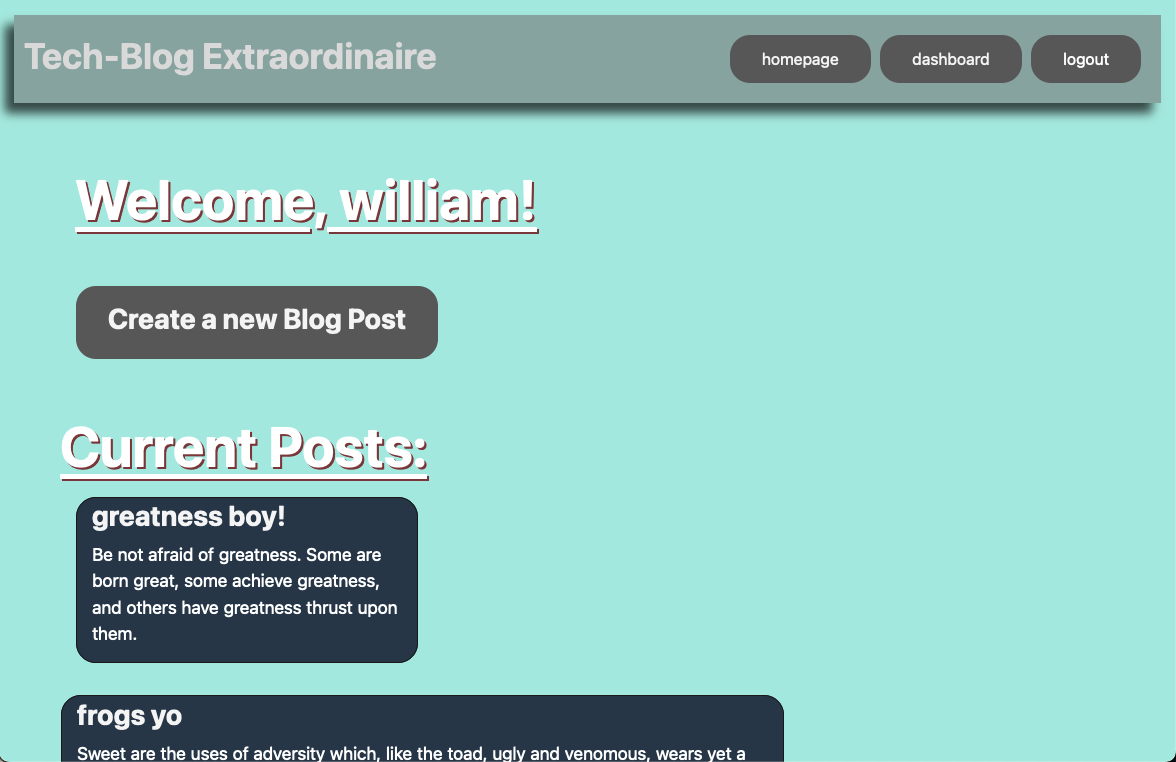 Tech-Blog Extraordinaire
homepage
dashboard
logout
Welcome, william!
Create a new Blog Post
Current Posts:
greatness boy!
Be not afraid of greatness. Some are
born great, some achieve greatness,
and others have greatness thrust upon
them.
frogs yo
Sweet are the uses of adversity which, like the toad, ugly and venomous, wears yet a